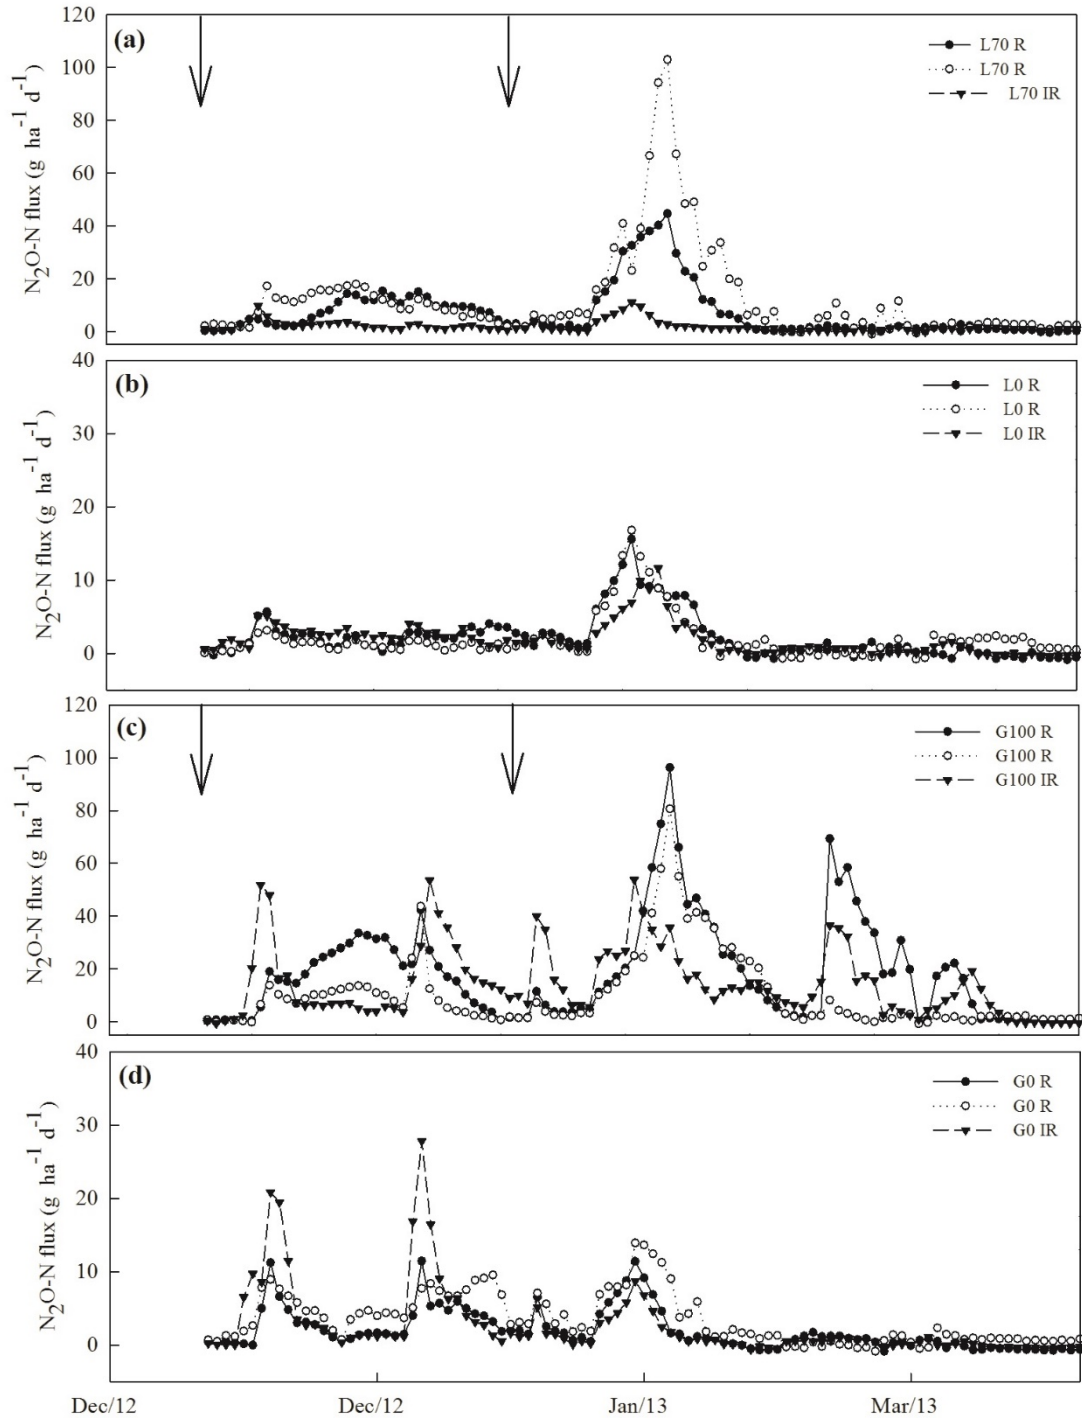 (a)
L70 R
L70 R
L70 IR
N₂O-N flux (g ha⁻¹ d⁻¹)
120
100
80
60
40
20
0
(b)
L0 R
L0 R
L0 IR
N₂O-N flux (g ha⁻¹ d⁻¹)
40
30
20
10
0
(c)
G100 R
G100 R
G100 IR
N₂O-N flux (g ha⁻¹ d⁻¹)
120
100
80
60
40
20
0
(d)
G0 R
G0 R
G0 IR
N₂O-N flux (g ha⁻¹ d⁻¹)
40
30
20
10
0
Dec/12 Dec/12 Jan/13 Mar/13